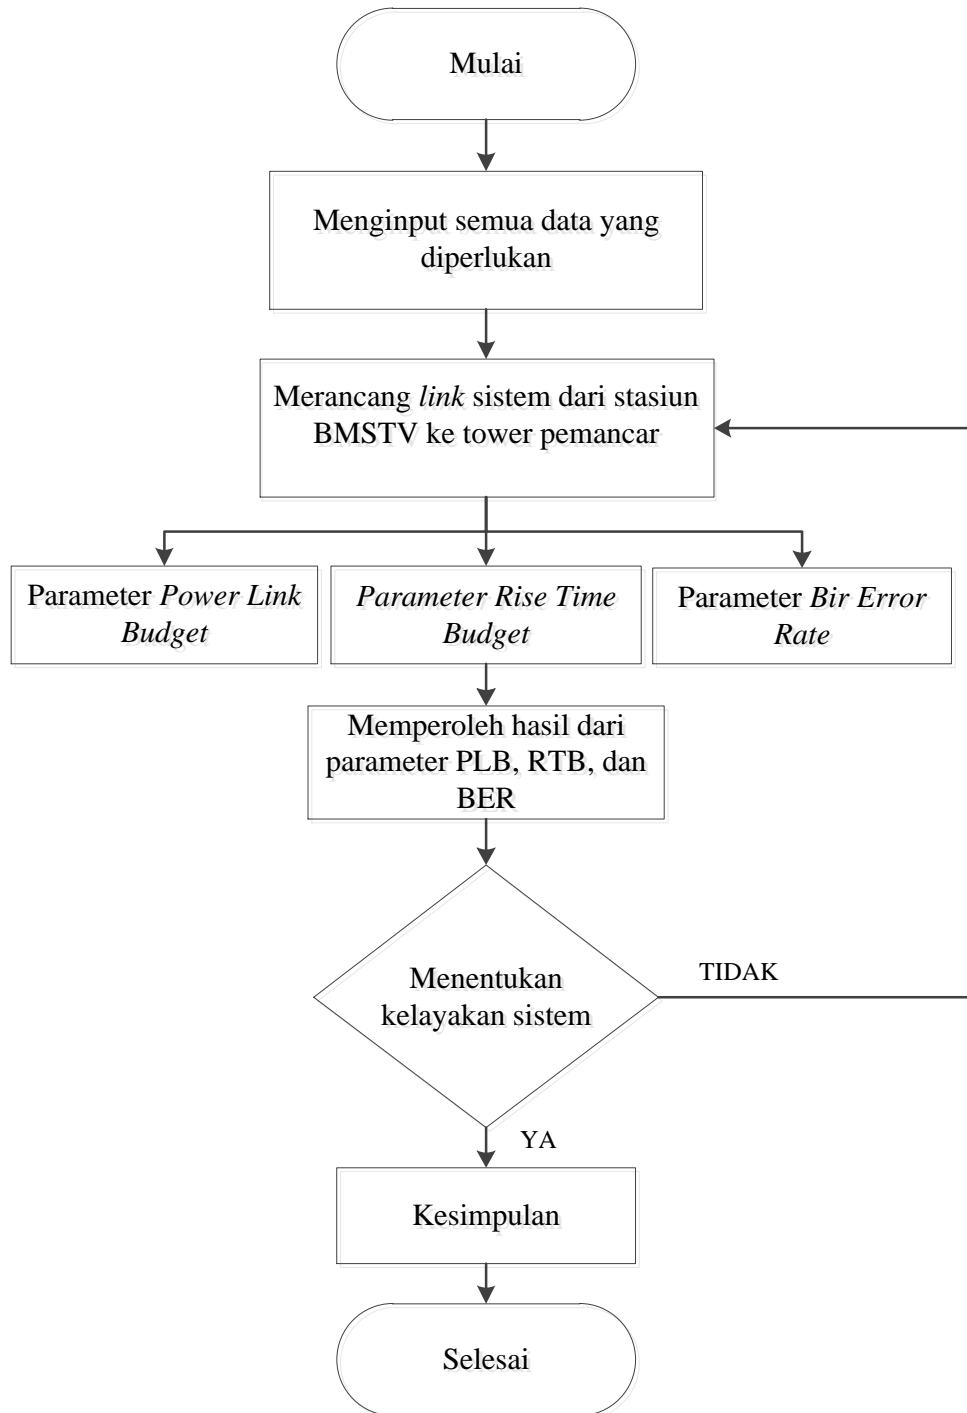 Mulai
Menginput semua data yang
diperlukan
Merancang link sistem dari stasiun
BMSTV ke tower pemancar
Parameter Power Link
Budget
Parameter Rise Time
Budget
Parameter Bir Error
Rate
Memperoleh hasil dari
parameter PLB, RTB, dan
BER
Menentukan
kelayakan sistem
TIDAK
YA
Kesimpulan
Selesai